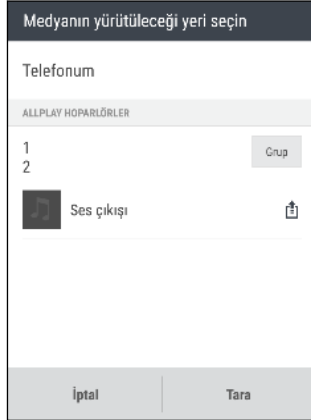 Medyanın yürütüleceği yeri seçin
Telefonum
ALLPLAY HOPARLÖRLER
1
Grup
2
Ses çıkışı
İptal
Tara